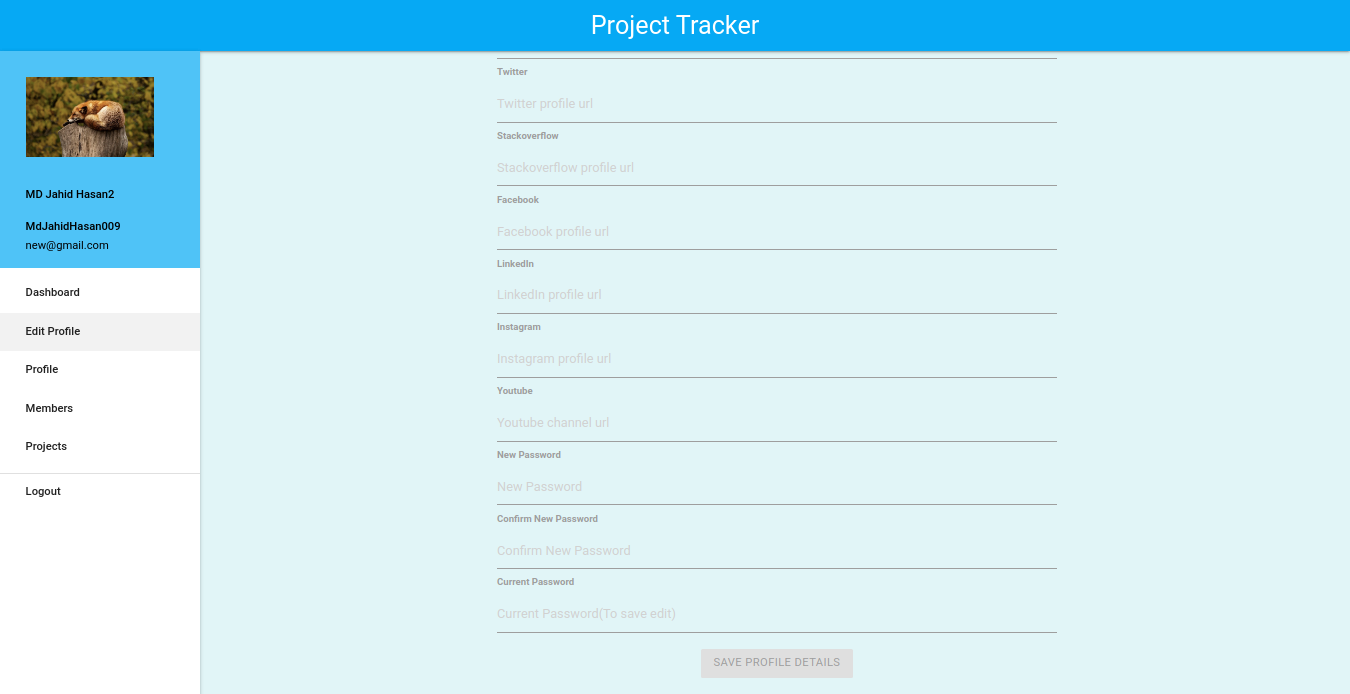 Project Tracker
MD Jahid Hasan2
MdJahidHasan009
new@gmail.com
Dashboard
Edit Profile
Profile
Members
Projects
Logout
Twitter
Twitter profile url
Stackoverflow
Stackoverflow profile url
Facebook
Facebook profile url
LinkedIn
LinkedIn profile url
Instagram
Instagram profile url
Youtube
Youtube channel url
New Password
New Password
Confirm New Password
Confirm New Password
Current Password
Current Password(To save edit)
SAVE PROFILE DETAILS